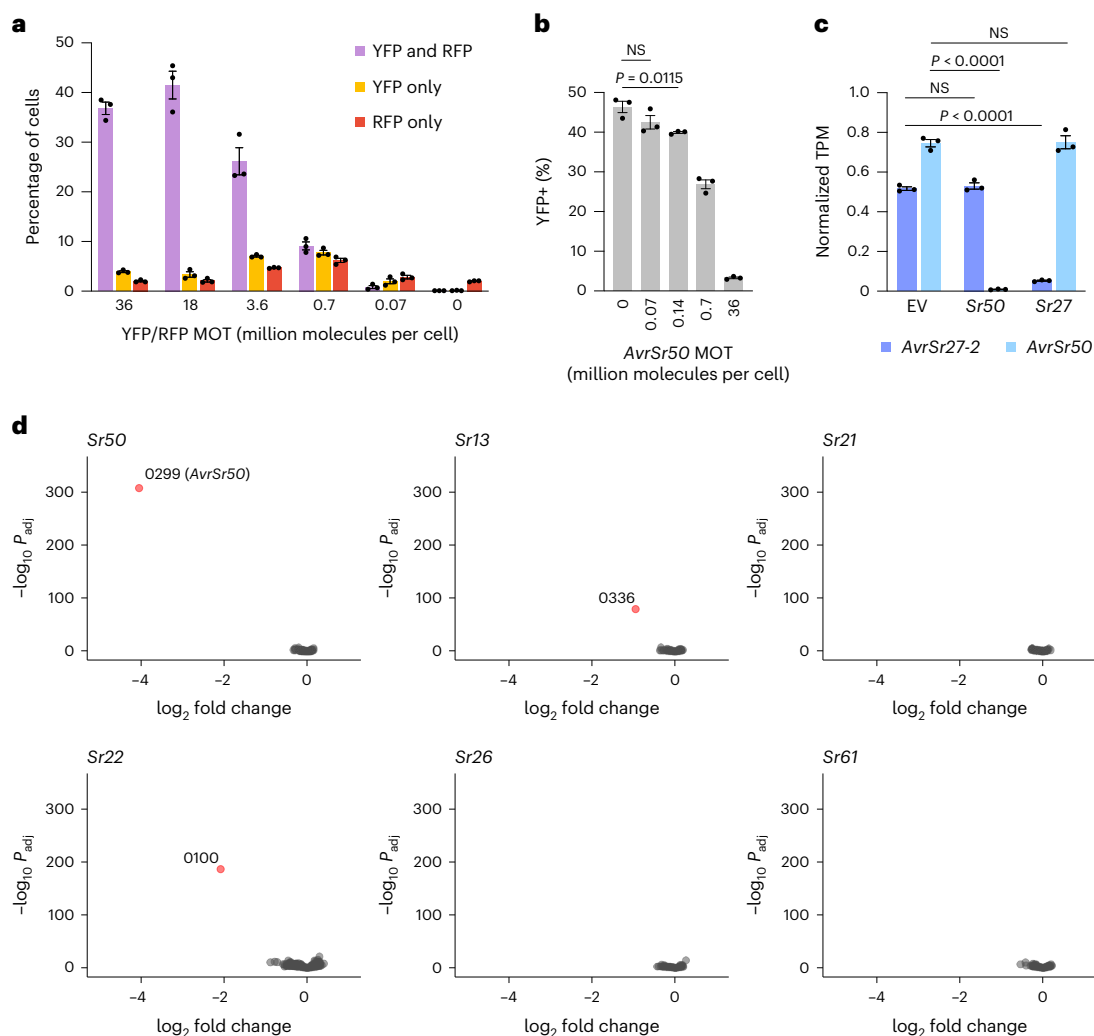 a
50
40
30
20
10
0
Percentage of cells
YFP and RFP
YFP only
RFP only
36 18 3.6 0.7 0.07 0
YFP/RFP MOT (million molecules per cell)
b
NS
P = 0.0115
50
40
30
20
10
0
YFP+ (%)
0 0.07 0.14 0.7 36
AvrSr50 MOT
(million molecules per cell)
c
NS
P < 0.0001
NS
P < 0.0001
1.0
0.8
0.6
0.4
0.2
0
Normalized TPM
EV Sr50 Sr27
AvrSr27-2 AvrSr50
d
Sr50
0299 (AvrSr50)
300
200
100
0
−log10 Padj
−4 −2 0
log2 fold change
Sr13
0336
300
200
100
0
−log10 Padj
−4 −2 0
log2 fold change
Sr21
300
200
100
0
−log10 Padj
−4 −2 0
log2 fold change
Sr22
0100
300
200
100
0
−log10 Padj
−4 −2 0
log2 fold change
Sr26
300
200
100
0
−log10 Padj
−4 −2 0
log2 fold change
Sr61
300
200
100
0
−log10 Padj
−4 −2 0
log2 fold change